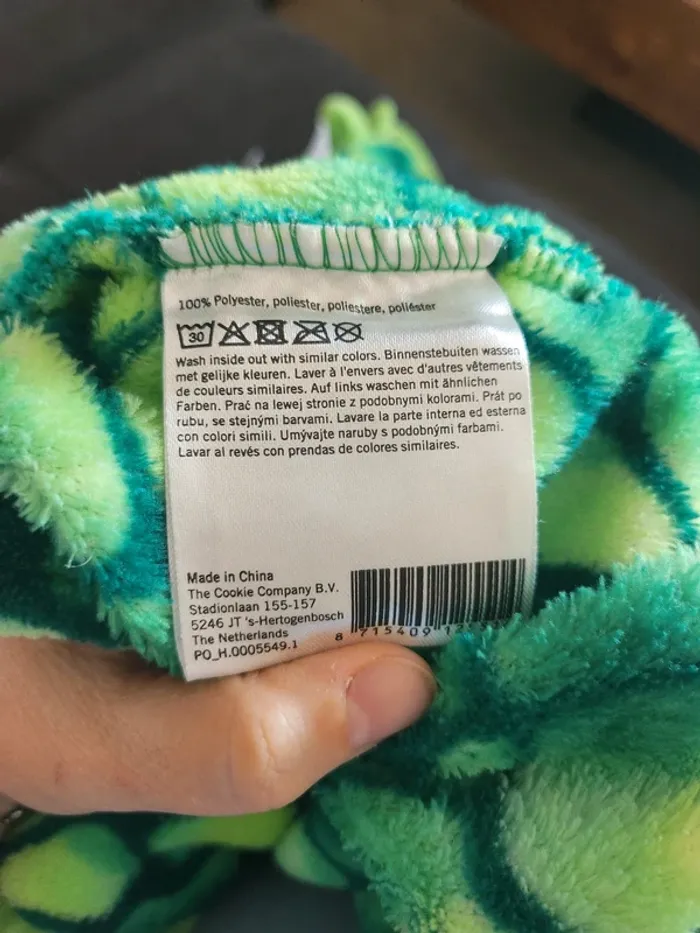 100% Polyester, poliester, poliestere, poliéster
30
Wash inside out with similar colors. Binnenstebuiten wassen
met gelijke kleuren. Laver à l'envers avec d'autres vêtements
de couleurs similaires. Auf links waschen mit ähnlichen
Farben. Prać na lewej stronie z podobnymi kolorami. Prát po
rubu, se stejnými barvami. Lavare la parte interna ed esterna
con colori simili. Umývajte naruby s podobnými farbami.
Lavar al revés con prendas de colores similares.
Made in China
The Cookie Company B.V.
Stadionlaan 155-157
5246 JT 's-Hertogenbosch
The Netherlands
PO_H.0005549.1
8 715409